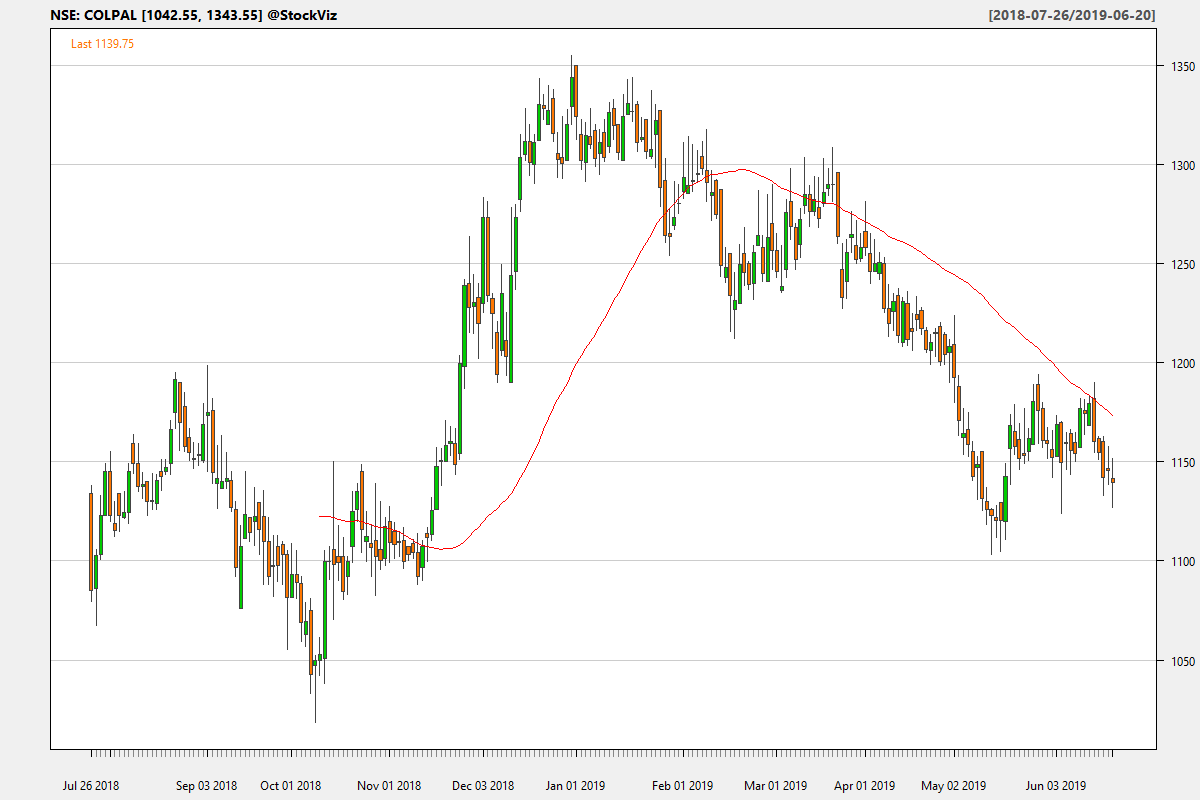 NSE: COLPAL [1042.55, 1343.55] @StockViz
[2018-07-26/2019-06-20]
Last 1139.75
1350
1300
1250
1200
1150
1100
1050
Jul 26 2018
Sep 03 2018
Oct 01 2018
Nov 01 2018
Dec 03 2018
Jan 01 2019
Feb 01 2019
Mar 01 2019
Apr 01 2019
May 02 2019
Jun 03 2019